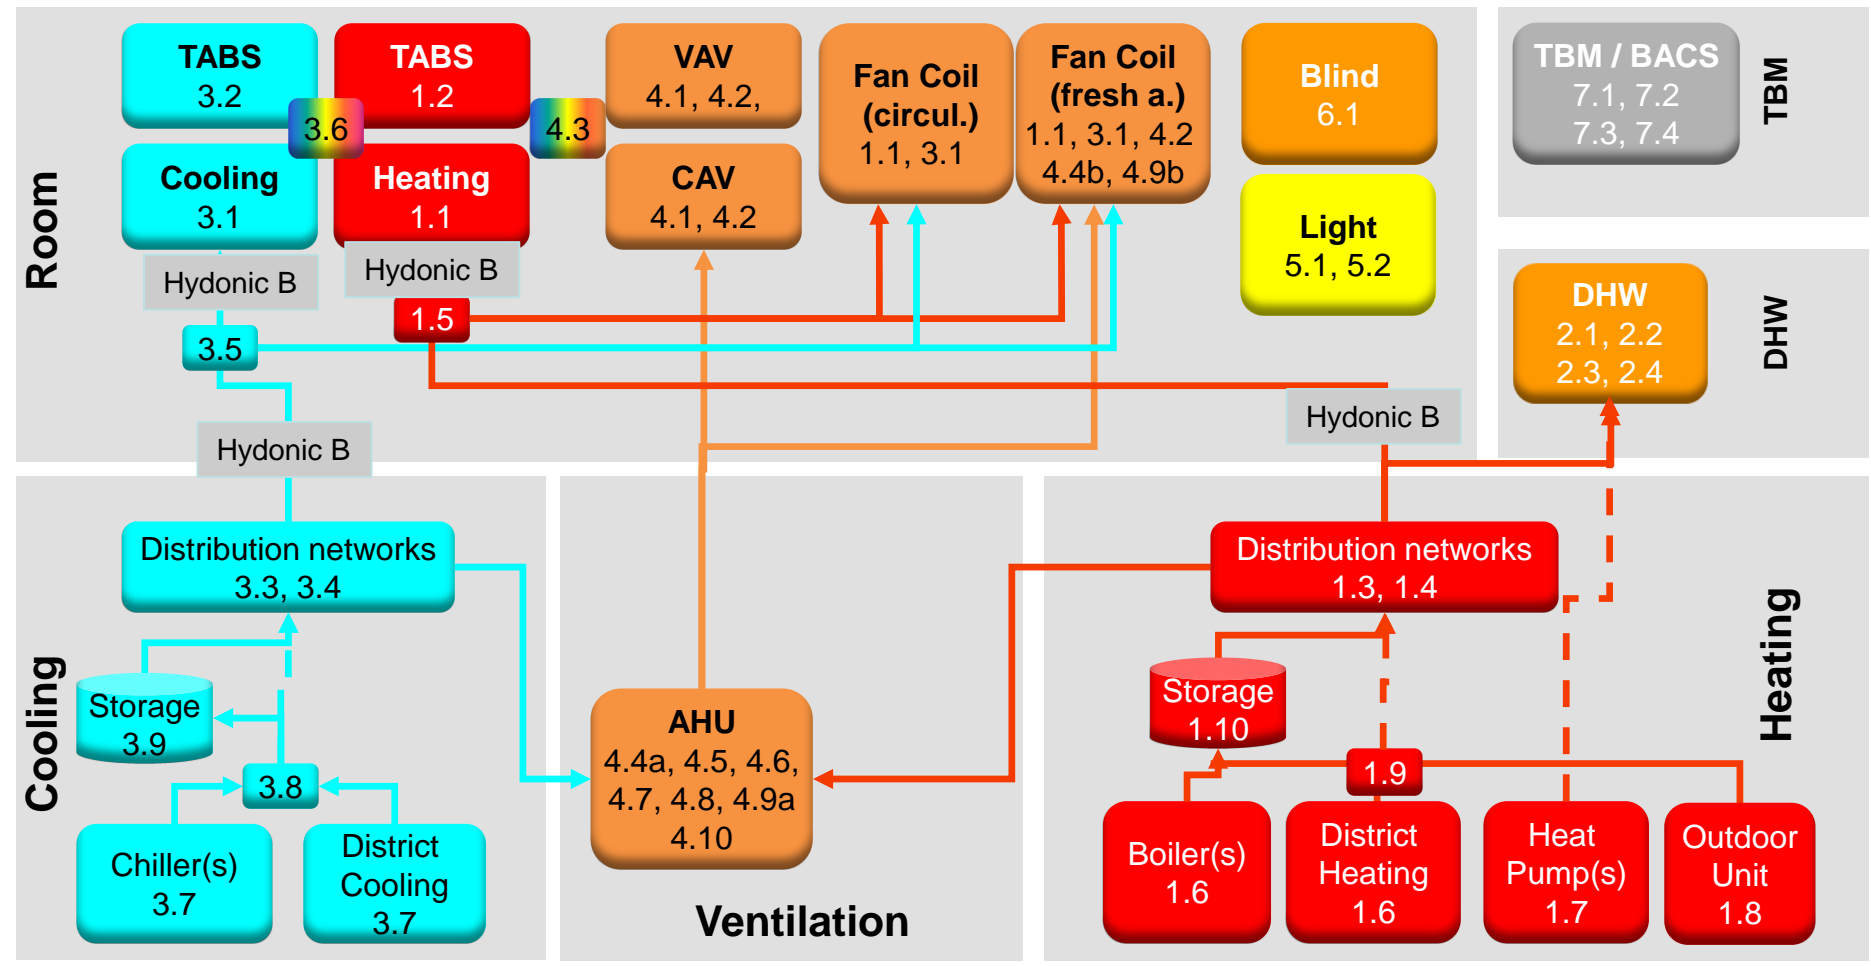 TABS
3.2
TABS
1.2
VAV
4.1, 4.2,
Fan Coil
(circul.)
1.1, 3.1
Fan Coil
(fresh a.)
1.1, 3.1, 4.2
4.4b, 4.9b
Blind
6.1
TBM / BACS
7.1, 7.2
7.3, 7.4
TBM
3.6
4.3
Room
Cooling
3.1
Heating
1.1
CAV
4.1, 4.2
Light
5.1, 5.2
Hydonic B
Hydonic B
1.5
3.5
DHW
2.1, 2.2
2.3, 2.4
DHW
Hydonic B
Hydonic B
Distribution networks
3.3, 3.4
Distribution networks
1.3, 1.4
Cooling
Storage
3.9
3.8
Chiller(s)
3.7
District
Cooling
3.7
AHU
4.4a, 4.5, 4.6,
4.7, 4.8, 4.9a
4.10
Ventilation
Heating
Storage
1.10
1.9
Boiler(s)
1.6
District
Heating
1.6
Heat
Pump(s)
1.7
Outdoor
Unit
1.8